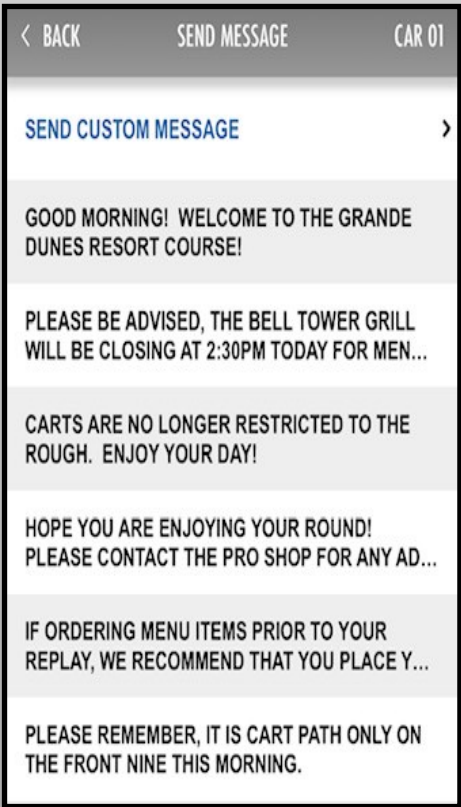 < BACK SEND MESSAGE CAR 01
SEND CUSTOM MESSAGE >
GOOD MORNING! WELCOME TO THE GRANDE
DUNES RESORT COURSE!
PLEASE BE ADVISED, THE BELL TOWER GRILL
WILL BE CLOSING AT 2:30PM TODAY FOR MEN...
CARTS ARE NO LONGER RESTRICTED TO THE
ROUGH. ENJOY YOUR DAY!
HOPE YOU ARE ENJOYING YOUR ROUND!
PLEASE CONTACT THE PRO SHOP FOR ANY AD...
IF ORDERING MENU ITEMS PRIOR TO YOUR
REPLAY, WE RECOMMEND THAT YOU PLACE Y...
PLEASE REMEMBER, IT IS CART PATH ONLY ON
THE FRONT NINE THIS MORNING.